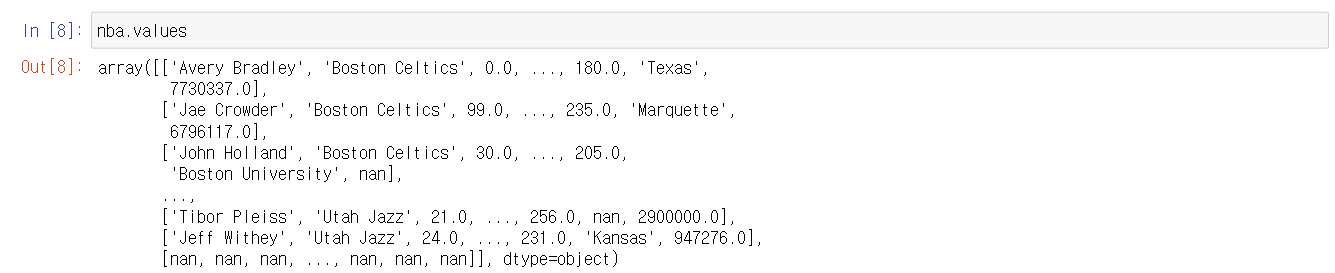 In [8]: nba.values
Out[8]: array([['Avery Bradley', 'Boston Celtics', 0.0, ..., 180.0, 'Texas',
7730337.0],
['Jae Crowder', 'Boston Celtics', 99.0, ..., 235.0, 'Marquette',
6796117.0],
['John Holland', 'Boston Celtics', 30.0, ..., 205.0,
'Boston University', nan],
...,
['Tibor Pleiss', 'Utah Jazz', 21.0, ..., 256.0, nan, 2900000.0],
['Jeff Withey', 'Utah Jazz', 24.0, ..., 231.0, 'Kansas', 947276.0],
[nan, nan, nan, ..., nan, nan, nan]], dtype=object)